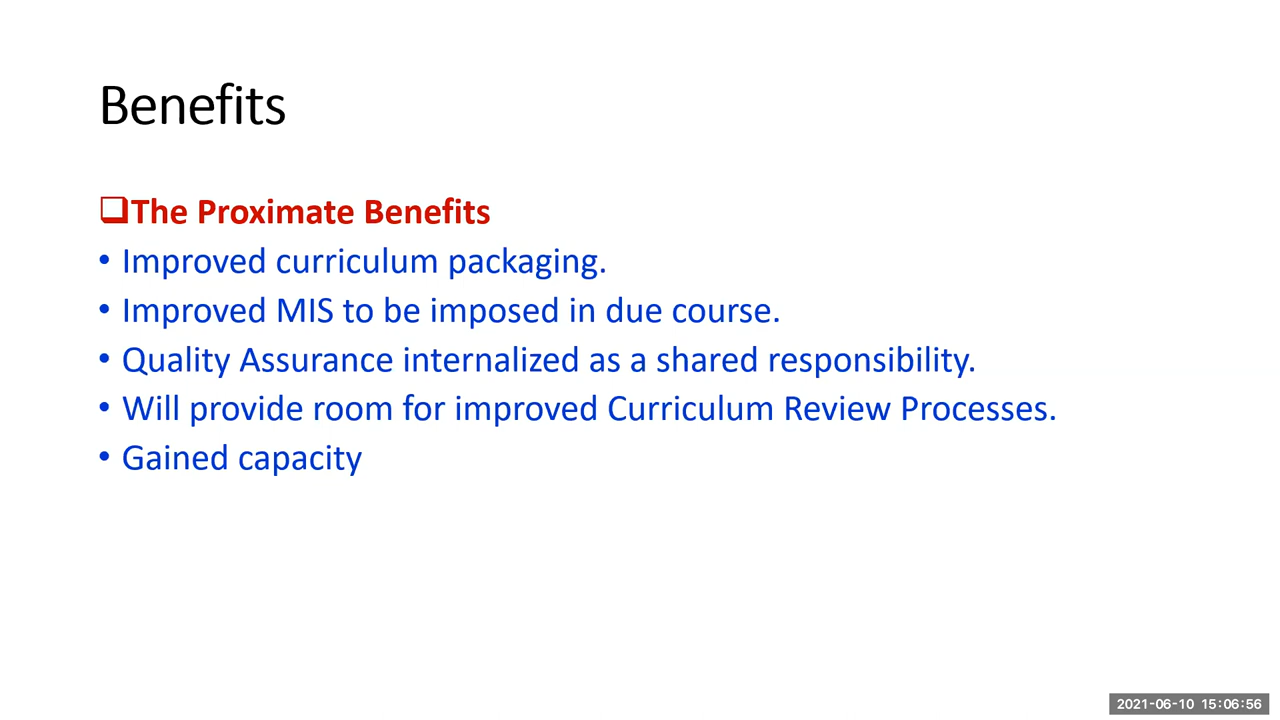 Benefits
❑The Proximate Benefits
• Improved curriculum packaging.
• Improved MIS to be imposed in due course.
• Quality Assurance internalized as a shared responsibility.
• Will provide room for improved Curriculum Review Processes.
• Gained capacity
2021-06-10 15:06:56